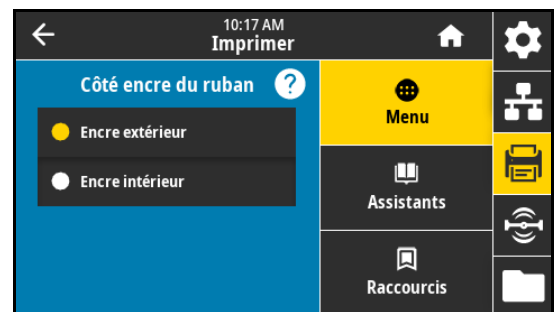 10:17 AM
Imprimer
Côté encre du ruban ?
Encre extérieur
Encre intérieur
Menu
Assistants
Raccourcis